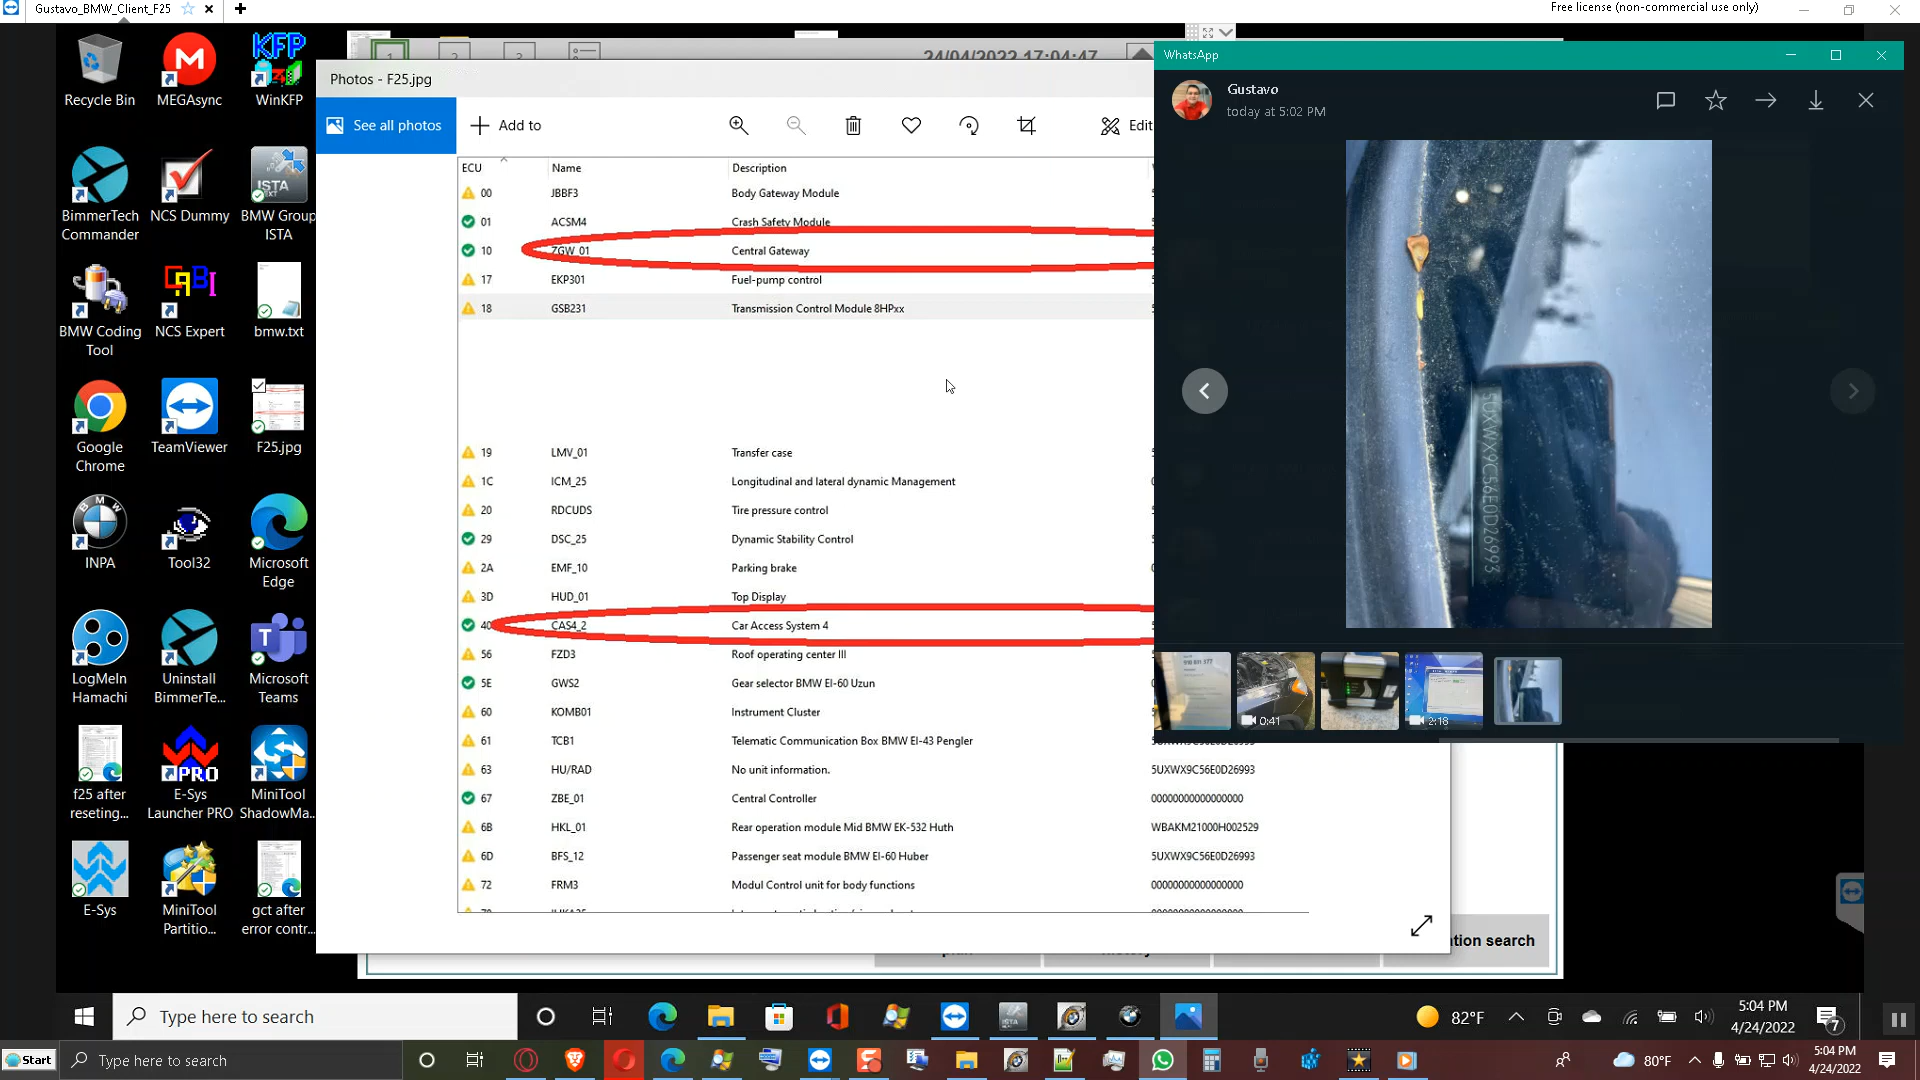 Gustavo_BMW_Client_F25
Free license (non-commercial use only)
1
2
3
24/04/2022 17:04:47
Recycle Bin
MEGAsync
KFP
WinKFP
BimmerTech Commander
NCS Dummy
ISTA
BMW Group ISTA
BMW Coding Tool
NCS Expert
bmw.txt
Google Chrome
TeamViewer
F25.jpg
INPA
Tool32
Microsoft Edge
LogMeIn Hamachi
Uninstall BimmerTe...
Microsoft Teams
f25 after reseting...
PRO
E-Sys Launcher PRO
MiniTool ShadowMa...
E-Sys
MiniTool Partitio...
gct after error contr...
Photos - F25.jpg
See all photos
Add to
Edit
ECU Name Description
00 JBBF3 Body Gateway Module
01 ACSM4 Crash Safety Module
10 ZGW_01 Central Gateway
17 EKP301 Fuel-pump control
18 GSB231 Transmission Control Module 8HPxx
19 LMV_01 Transfer case
1C ICM_25 Longitudinal and lateral dynamic Management
20 RDCUDS Tire pressure control
29 DSC_25 Dynamic Stability Control
2A EMF_10 Parking brake
3D HUD_01 Top Display
40 CAS4_2 Car Access System 4
56 FZD3 Roof operating center III
5E GWS2 Gear selector BMW EI-60 Uzun
60 KOMB01 Instrument Cluster
61 TCB1 Telematic Communication Box BMW EI-43 Pengler 5UXWX9C56E0D26993
63 HU/RAD No unit information. 5UXWX9C56E0D26993
67 ZBE_01 Central Controller 00000000000000000
6B HKL_01 Rear operation module Mid BMW EK-532 Huth WBAKM21000H002529
6D BFS_12 Passenger seat module BMW EI-60 Huber 5UXWX9C56E0D26993
72 FRM3 Modul Control unit for body functions 00000000000000000
WhatsApp
Gustavo
today at 5:02 PM
5UXWX9C56E0D26993
0:41
2:18
tion search
Type here to search
82°F
5:04 PM
4/24/2022
7
Start
Type here to search
80°F
5:04 PM
4/24/2022